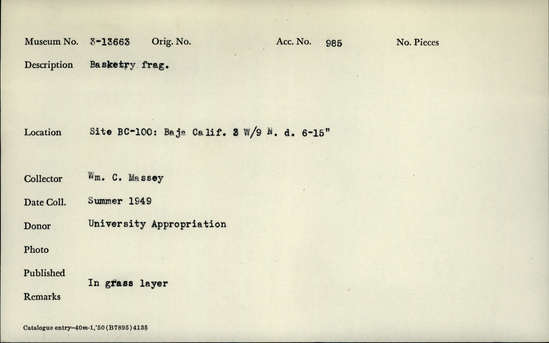 Museum No. 3-13663 Orig. No. Acc. No. 985 No. Pieces
Description Basketry frag.
Location Site BC-100: Baja Calif. 3 W/9 N. d. 6-15"
Collector Wm. C. Massey
Date Coll. Summer 1949
Donor University Appropriation
Photo
Published
In grass layer
Remarks
Catalogue entry—40m-1,'50 (B7895) 4135